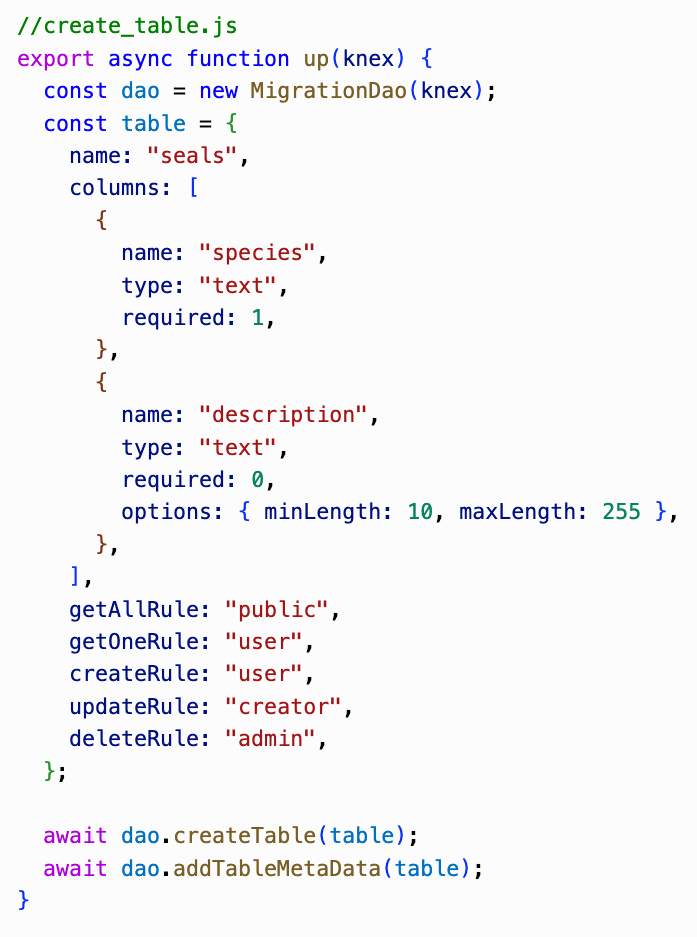 //create_table.js
export async function up(knex) {
  const dao = new MigrationDao(knex);
  const table = {
    name: "seals",
    columns: [
      {
        name: "species",
        type: "text",
        required: 1,
      },
      {
        name: "description",
        type: "text",
        required: 0,
        options: { minLength: 10, maxLength: 255 },
      },
    ],
    getAllRule: "public",
    getOneRule: "user",
    createRule: "user",
    updateRule: "creator",
    deleteRule: "admin",
  };

  await dao.createTable(table);
  await dao.addTableMetaData(table);
}